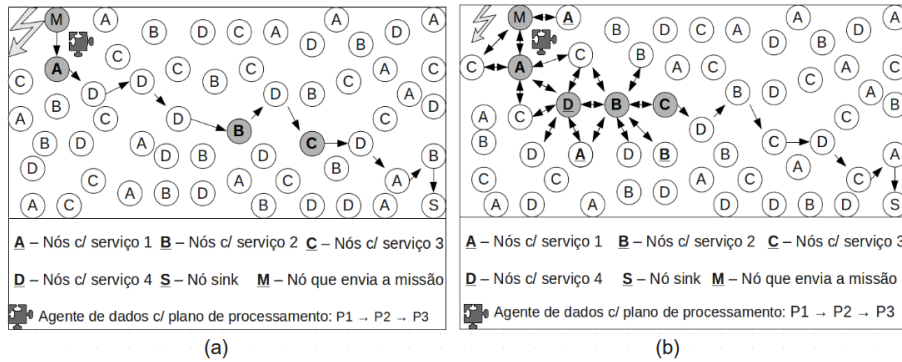 M A B D C A D A B D A
C
A C B C A C
C D D B
D D B C
A B C D B A
B D A C D
D A D B B
C A B D A C A
A C B D D S
A – Nós c/ serviço 1 B – Nós c/ serviço 2 C – Nós c/ serviço 3
D – Nós c/ serviço 4 S – Nó sink M – Nó que envia a missão
Agente de dados c/ plano de processamento: P1 → P2 → P3
(a)
M A B D C A D B A
C B D
C A A C C
D B C B D
C D A
B C D A
D A D B A
C A B D A C C
A D D D B D S
A – Nós c/ serviço 1 B – Nós c/ serviço 2 C – Nós c/ serviço 3
D – Nós c/ serviço 4 S – Nó sink M – Nó que envia a missão
Agente de dados c/ plano de processamento: P1 → P2 → P3
(b)